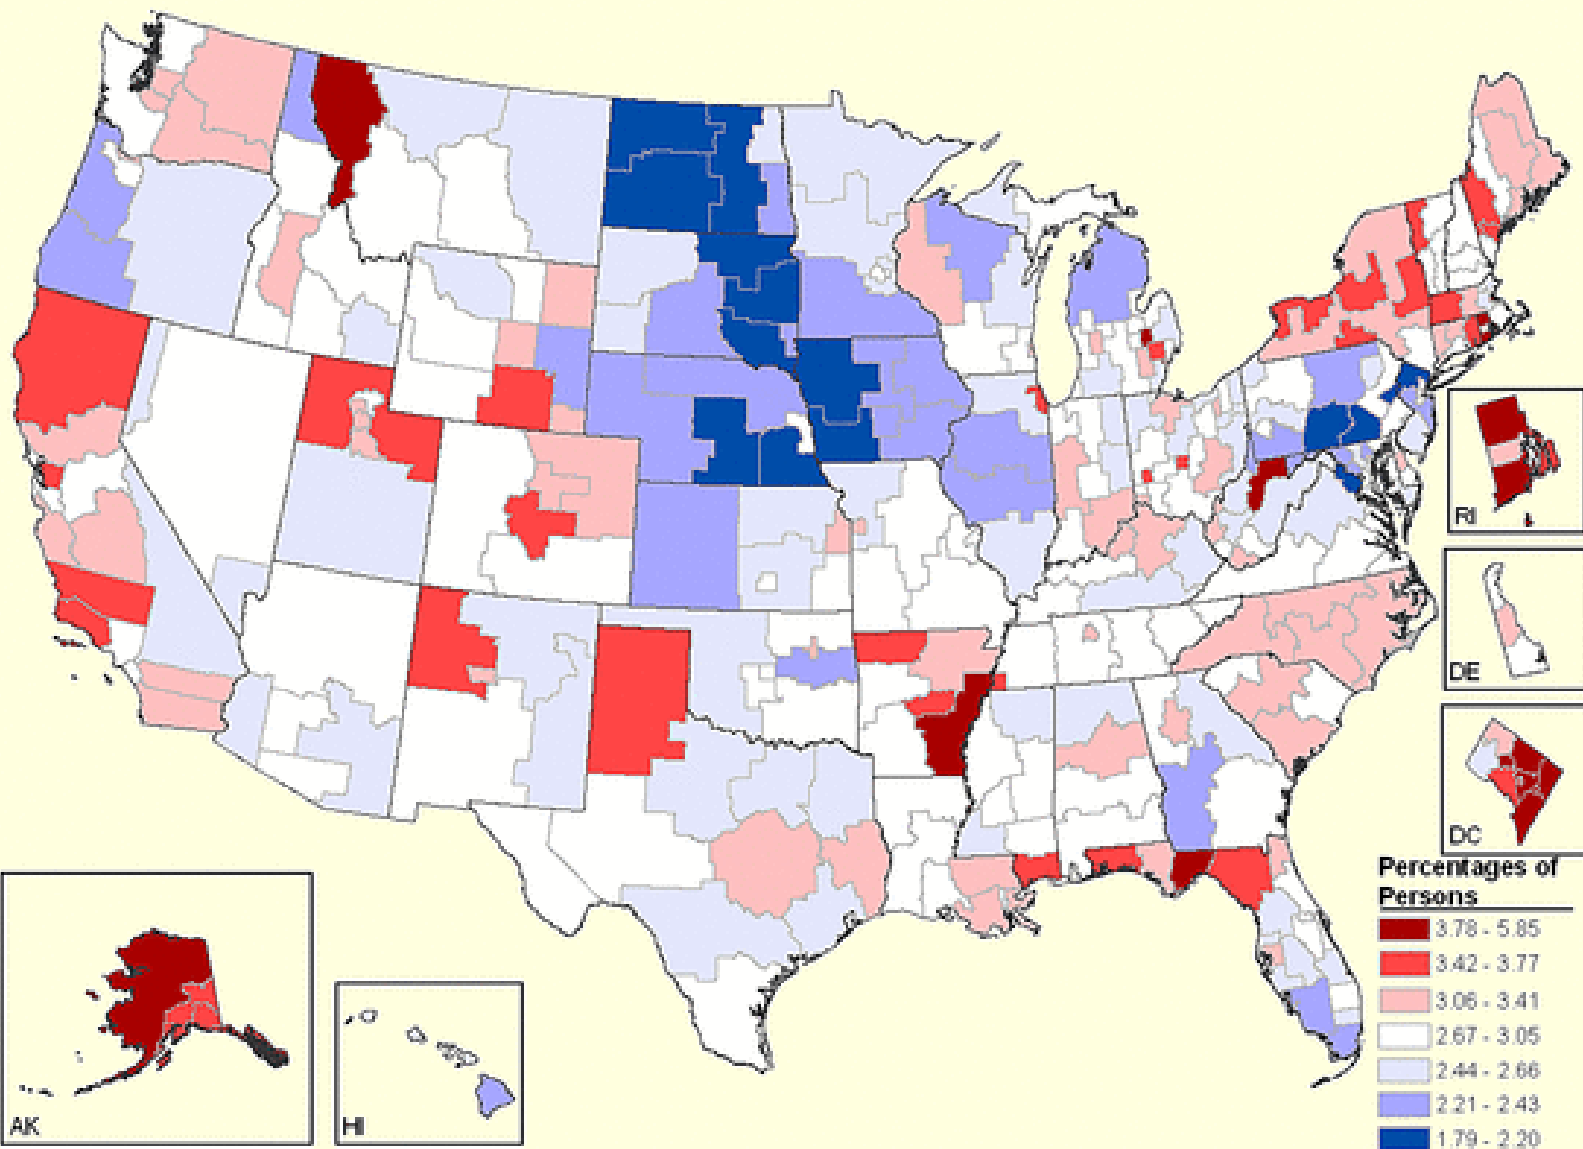 RI
DE
DC
Percentages of
Persons
3.78 - 5.85
3.42 - 3.77
3.06 - 3.41
2.67 - 3.05
2.44 - 2.66
2.21 - 2.43
1.79 - 2.20
AK
HI